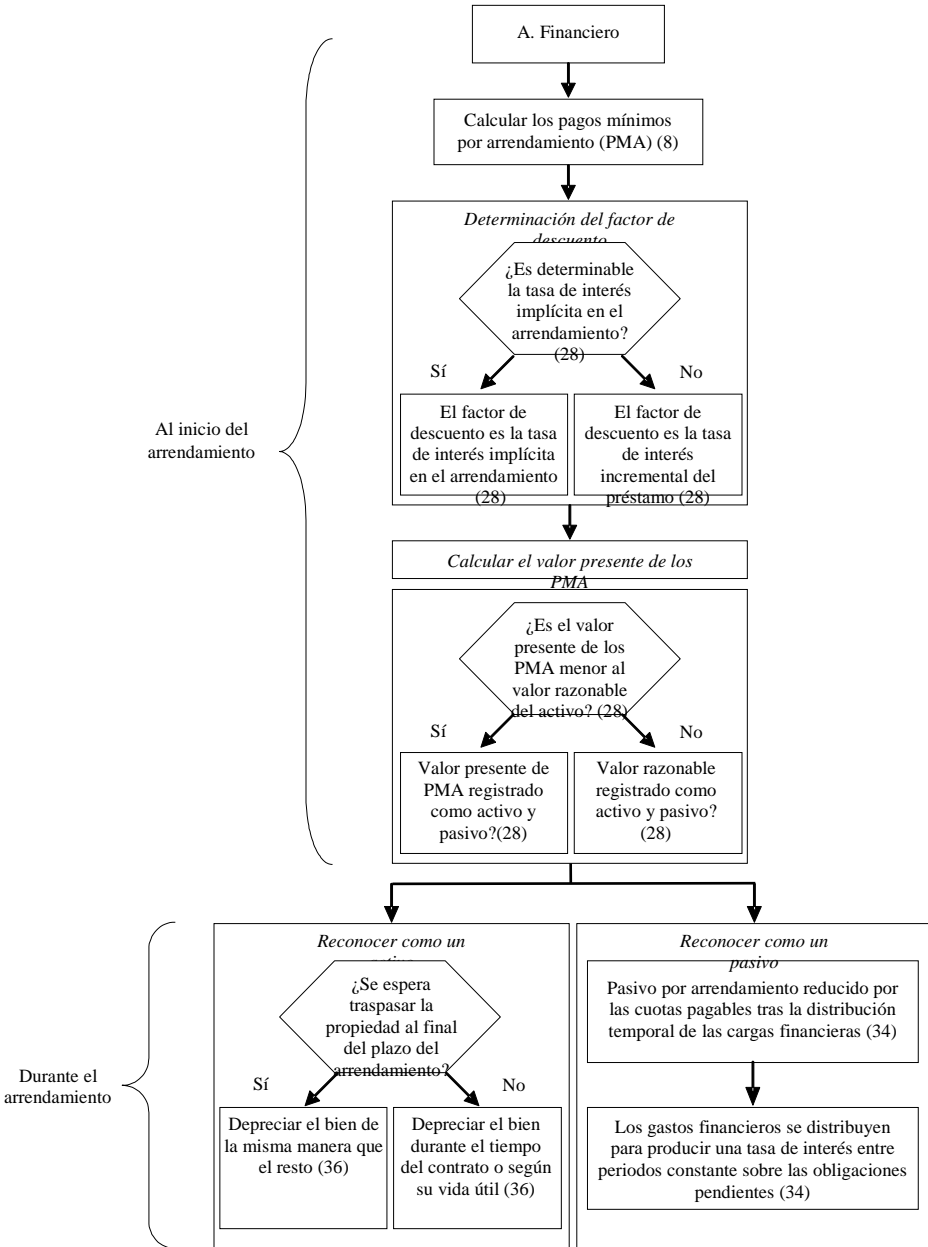 A. Financiero
Calcular los pagos mínimos
por arrendamiento (PMA) (8)
Determinación del factor de
descuento
¿Es determinable
la tasa de interés
implícita en el
arrendamiento?
(28)
Sí
No
El factor de
descuento es la tasa
de interés implícita
en el arrendamiento
(28)
El factor de
descuento es la tasa
de interés
incremental del
préstamo (28)
Al inicio del
arrendamiento
Calcular el valor presente de los
PMA
¿Es el valor
presente de los
PMA menor al
valor razonable
del activo? (28)
Sí
No
Valor presente de
PMA registrado
como activo y
pasivo?(28)
Valor razonable
registrado como
activo y pasivo?
(28)
Reconocer como un
activo
¿Se espera
traspasar la
propiedad al final
del plazo del
arrendamiento?
Sí
No
Depreciar el bien de
la misma manera que
el resto (36)
Depreciar el bien
durante el tiempo
del contrato o según
su vida útil (36)
Reconocer como un
pasivo
Pasivo por arrendamiento reducido por
las cuotas pagables tras la distribución
temporal de las cargas financieras (34)
Los gastos financieros se distribuyen
para producir una tasa de interés entre
periodos constante sobre las obligaciones
pendientes (34)
Durante el
arrendamiento